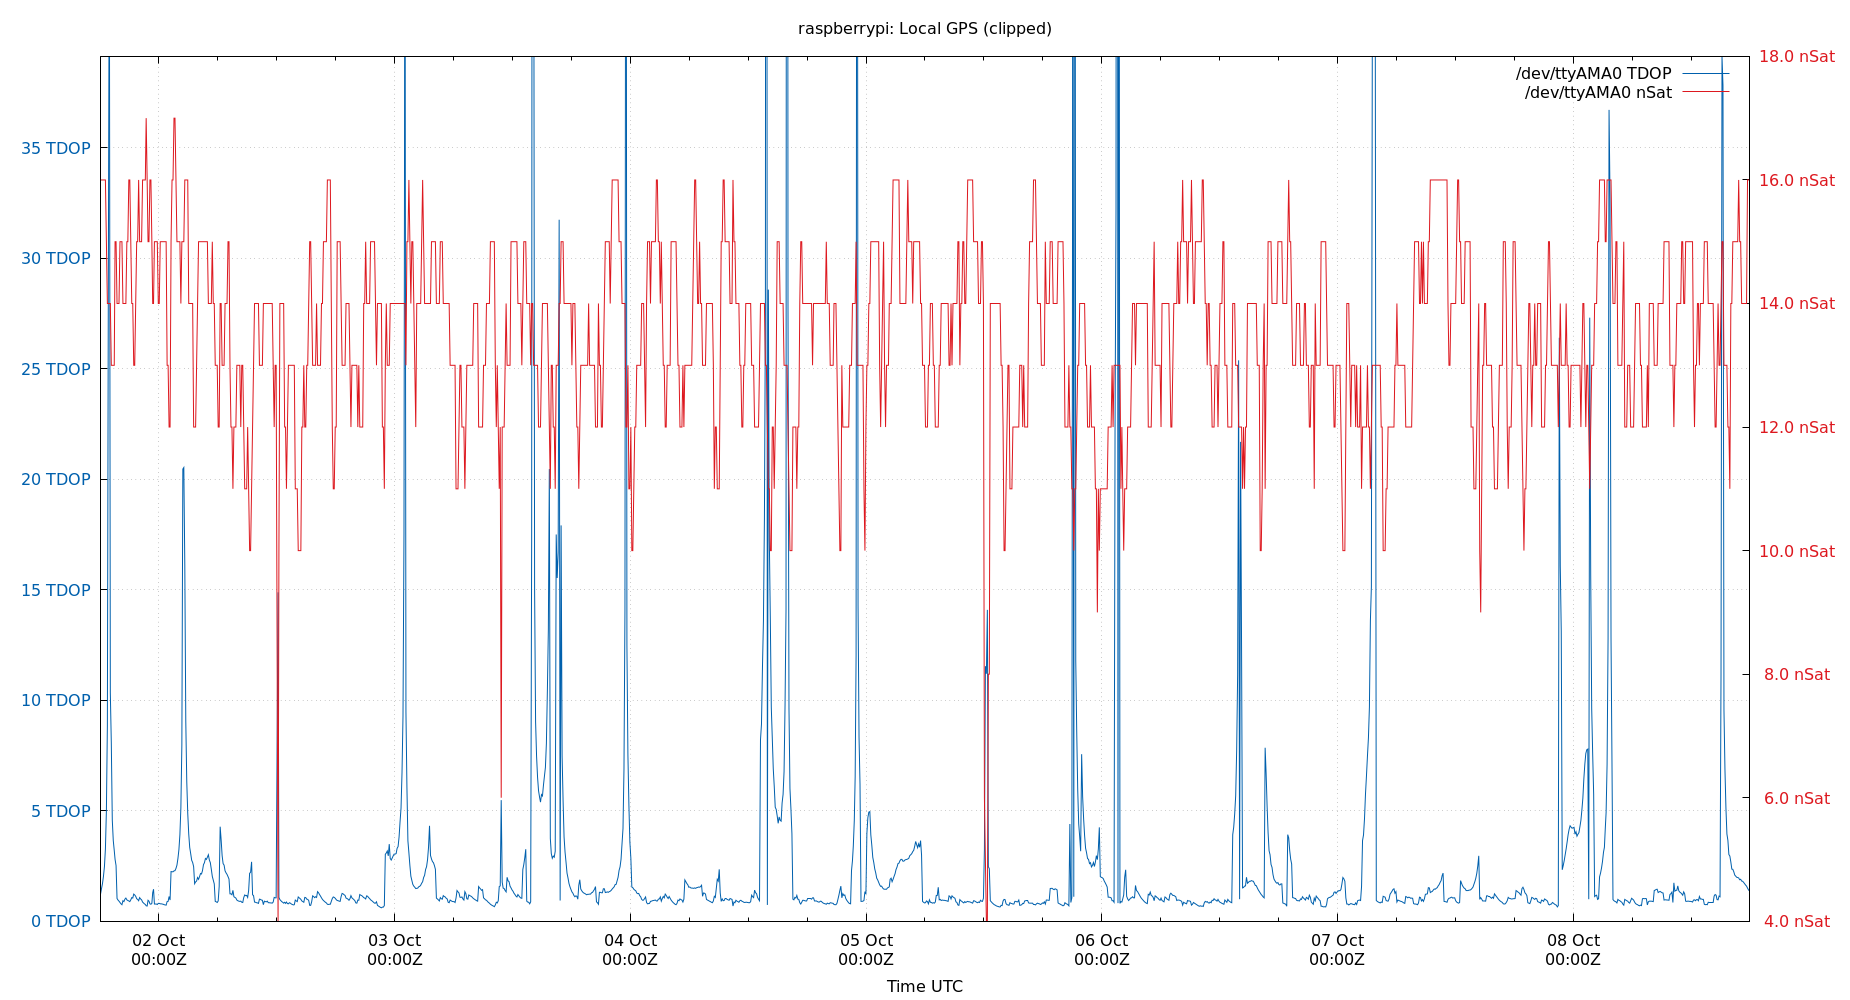 raspberrypi: Local GPS (clipped)
18.0 nSat
/dev/ttyAMA0 TDOP
/dev/ttyAMA0 nSat
35 TDOP
16.0 nSat
30 TDOP
14.0 nSat
25 TDOP
12.0 nSat
20 TDOP
10.0 nSat
15 TDOP
8.0 nSat
10 TDOP
6.0 nSat
5 TDOP
4.0 nSat
0 TDOP
02 Oct 03 Oct 04 Oct 05 Oct 06 Oct 07 Oct 08 Oct
00:00Z 00:00Z 00:00Z 00:00Z 00:00Z 00:00Z 00:00Z
Time UTC